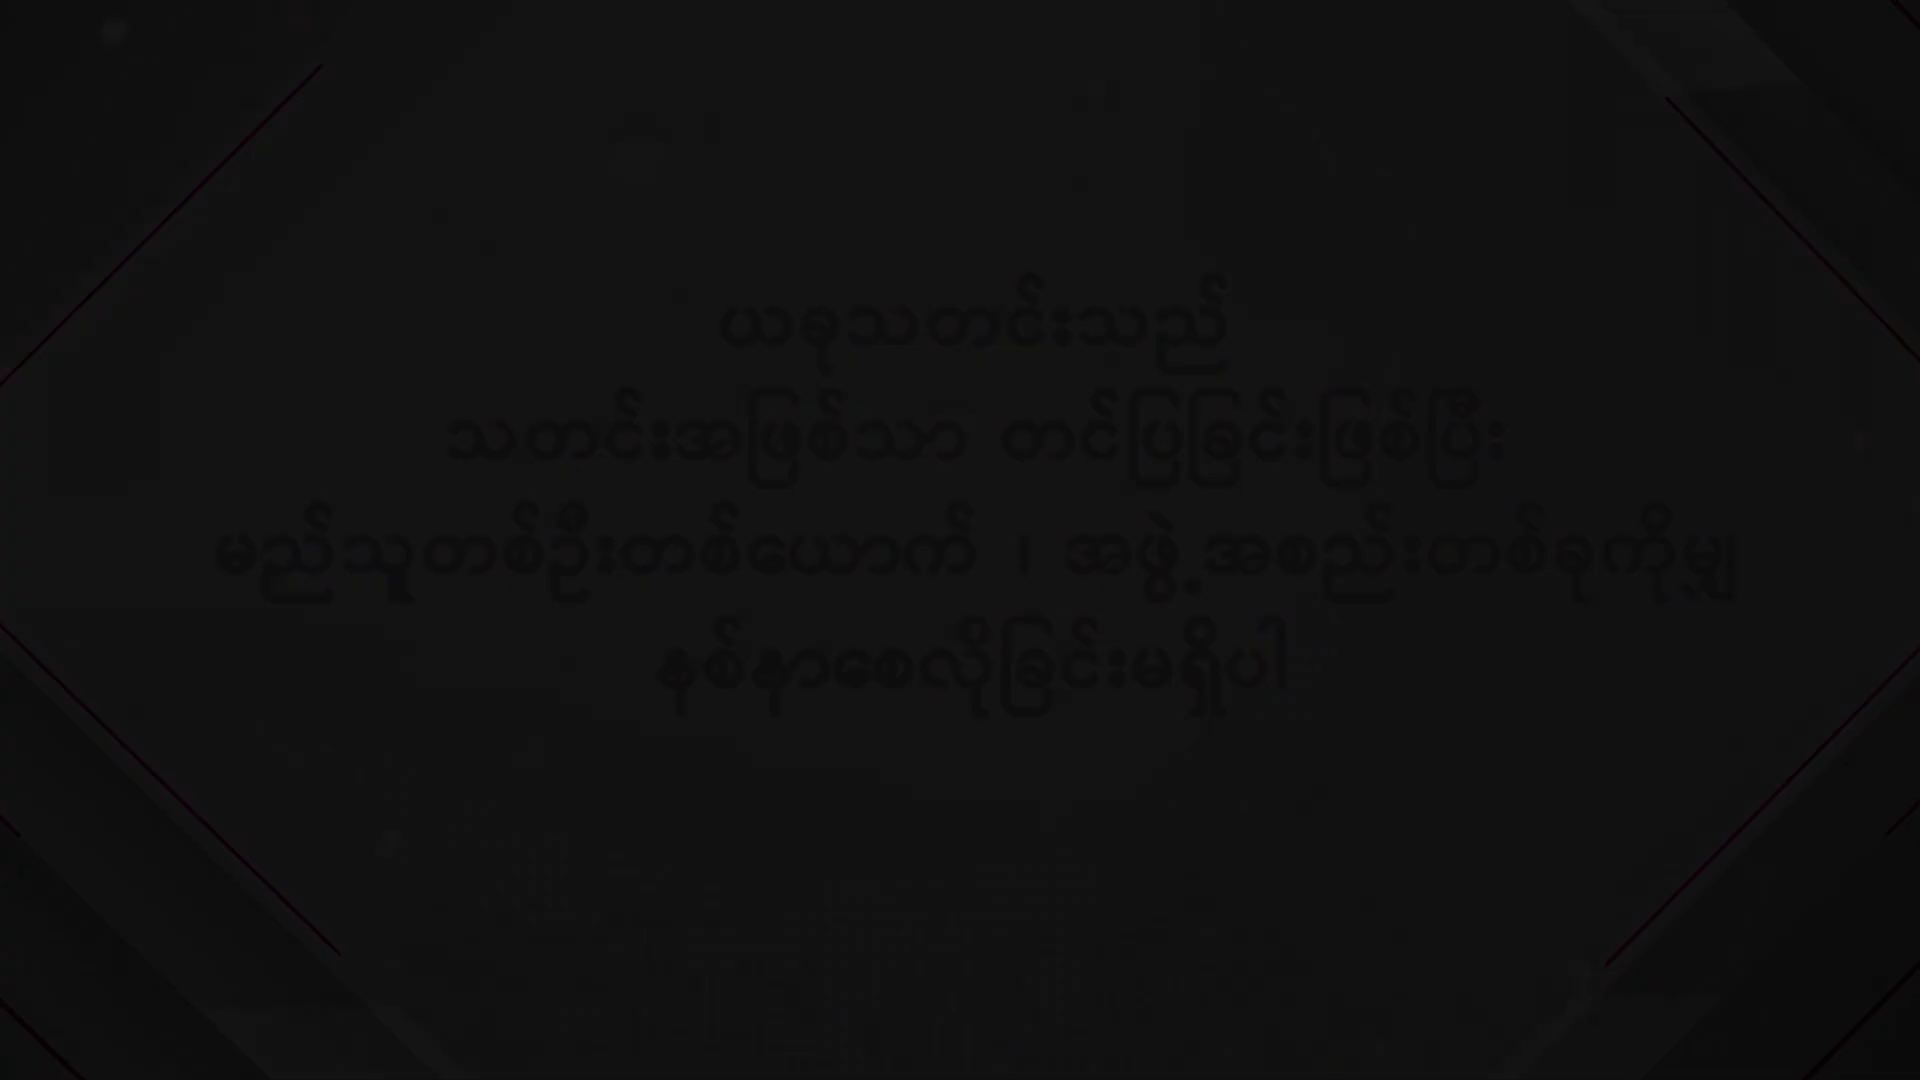 ယခုသတင်းသည်
သတင်းအဖြစ်သာ တင်ပြခြင်းဖြစ်ပြီး
မည်သူတစ်ဦးတစ်ယောက် ၊ အဖွဲ့အစည်းတစ်ခုကိုမျှ
နစ်နာစေလိုခြင်းမရှိပါ